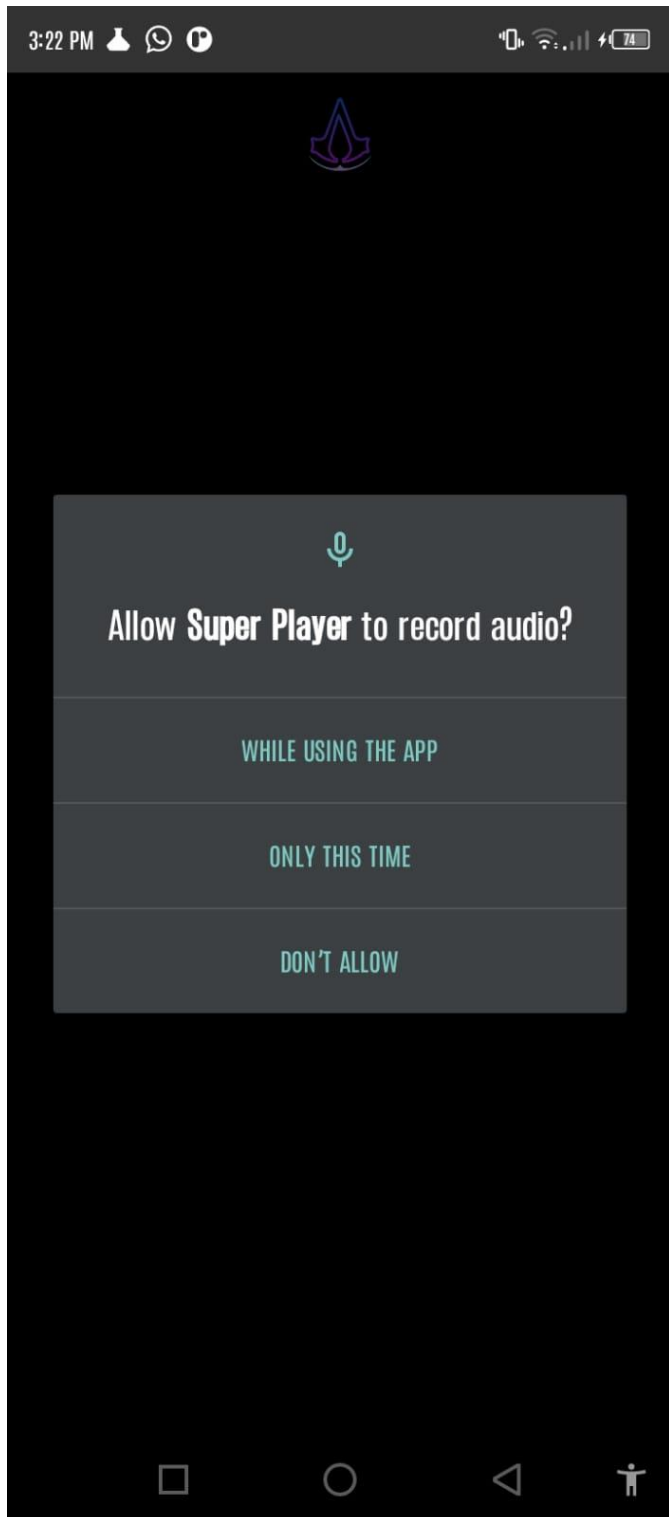 3:22 PM
74
Allow Super Player to record audio?
WHILE USING THE APP
ONLY THIS TIME
DON'T ALLOW